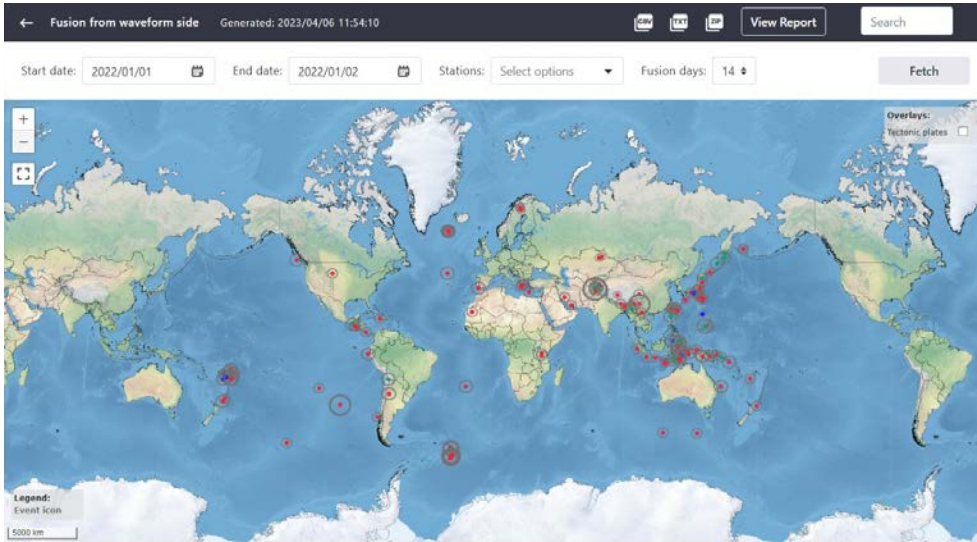 ← Fusion from waveform side Generated: 2023/04/06 11:54:10 CSV TXT ZIP View Report Search
Start date: 2022/01/01 End date: 2022/01/02 Stations: Select options Fusion days: 14 Fetch
+
−
Overlays:
Tectonic plates
Legend:
Event icon
5000 km